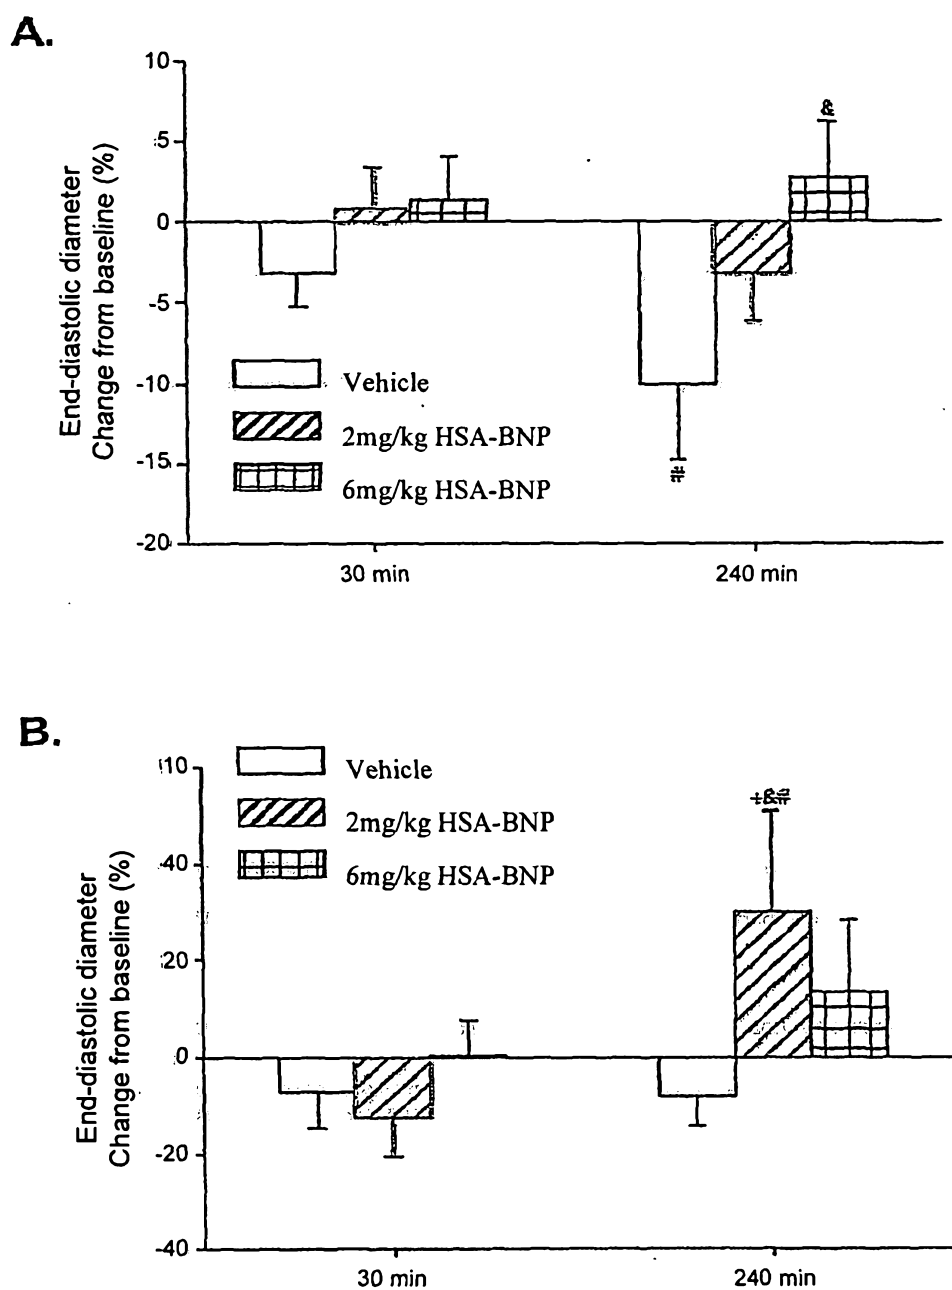 A.
10
5
0
-5
-10
-15
-20
End-diastolic diameter
Change from baseline (%)
&
#
Vehicle
2mg/kg HSA-BNP
6mg/kg HSA-BNP
30 min
240 min
B.
110
40
20
0
-20
-40
End-diastolic diameter
Change from baseline (%)
Vehicle
2mg/kg HSA-BNP
6mg/kg HSA-BNP
+&#
30 min
240 min